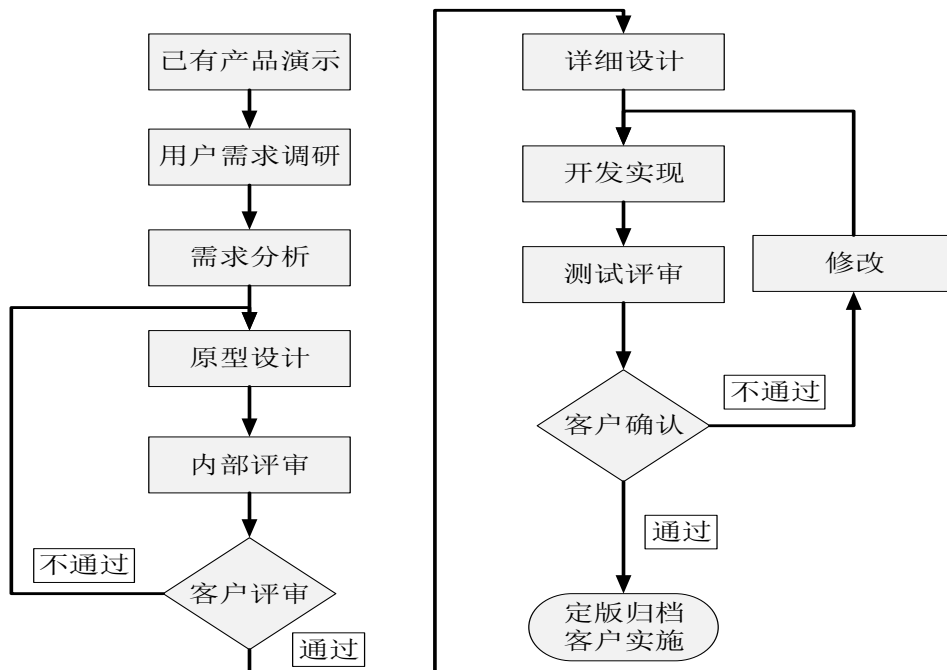 已有产品演示
用户需求调研
需求分析
原型设计
内部评审
不通过
客户评审
通过
详细设计
开发实现
测试评审
修改
不通过
客户确认
通过
定版归档
客户实施